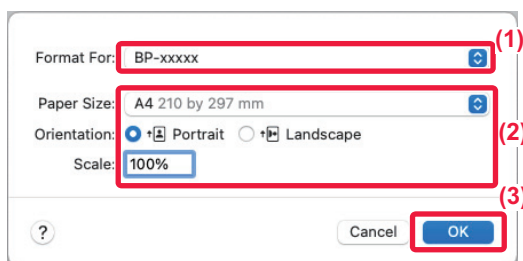 (1)
Format For: BP-xxxxx
Paper Size: A4 210 by 297 mm
Orientation: Portrait Landscape
(2)
Scale: 100%
(3)
? Cancel OK